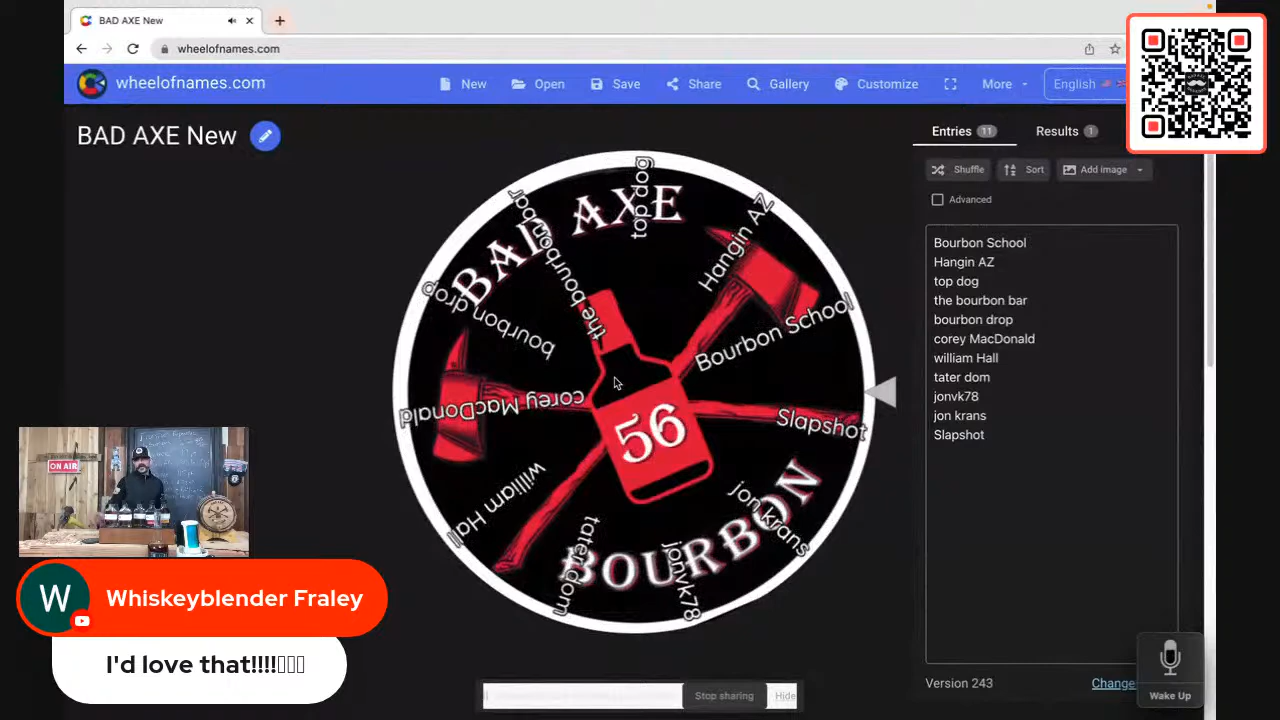 BAD AXE New
wheelofnames.com
wheelofnames.com
New
Open
Save
Share
Gallery
Customize
More
English
BAD AXE New
Entries 11
Results 1
Shuffle
Sort
Add image
Advanced
Bourbon School
Hangin AZ
top dog
the bourbon bar
bourbon drop
corey MacDonald
william Hall
tater dom
jonvk78
jon krans
Slapshot
BAD AXE
BOURBON
56
top dog
Hangin AZ
Bourbon School
Slapshot
jon krans
jonvk78
tater dom
william Hall
corey MacDonald
bourbon drop
the bourbon bar
ON AIR
W
Whiskeyblender Fraley
I'd love that!!!!
Stop sharing
Hide
Version 243
Change
Wake Up